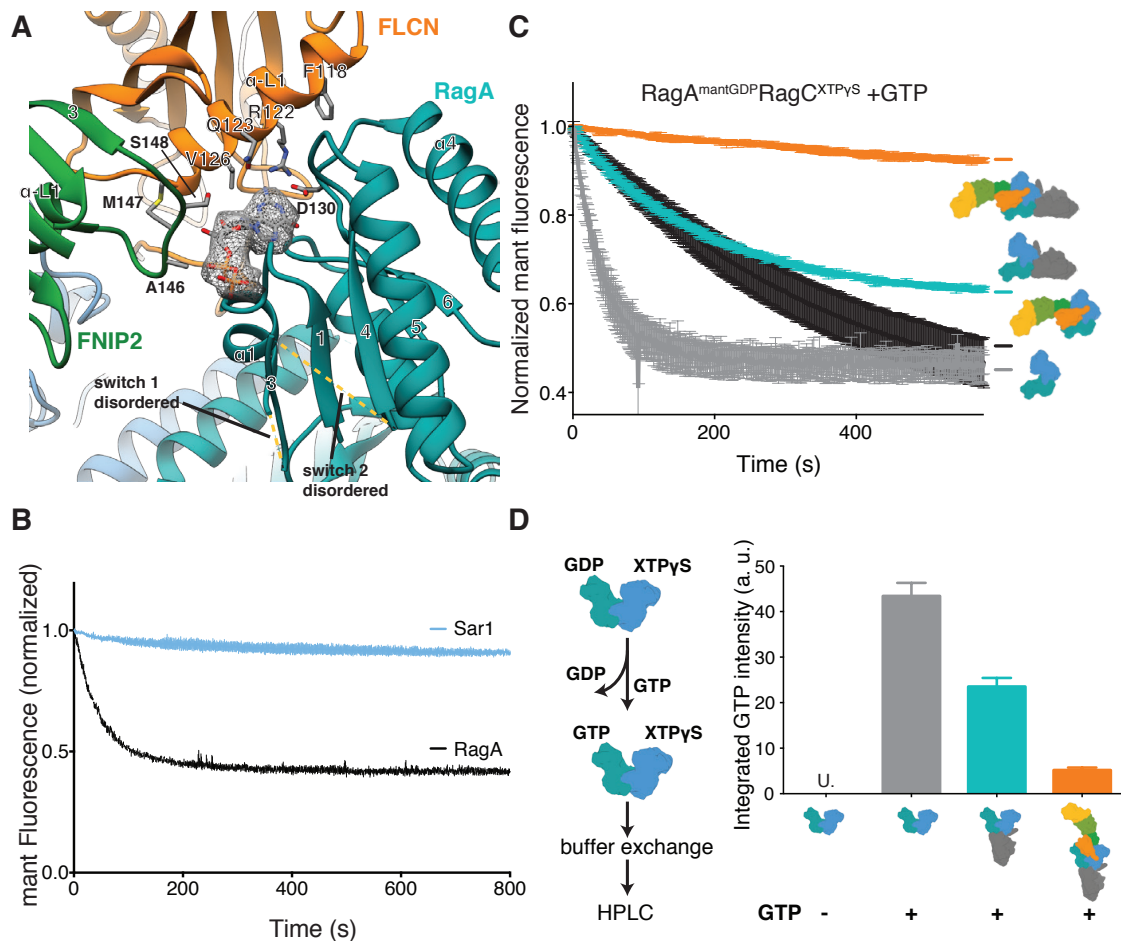 A
FLCN
F118
α-L1
RagA
R122
Q123
3
S148
V126
α4
α-L1
M147
D130
A146
6
FNIP2
α1
1
4
5
3
switch 1
disordered
switch 2
disordered
B
mant Fluorescence (normalized)
1.0
0.5
0.0
Sar1
RagA
0
200
400
600
800
Time (s)
C
RagAmantGDPRagCXTPγS +GTP
Normalized mant fluorescence
1.0
0.8
0.6
0.4
0
200
400
Time (s)
D
GDP XTPγS
GDP GTP
GTP XTPγS
buffer exchange
HPLC
Integrated GTP intensity (a. u.)
50
40
30
20
10
0
U.
GTP - + + +